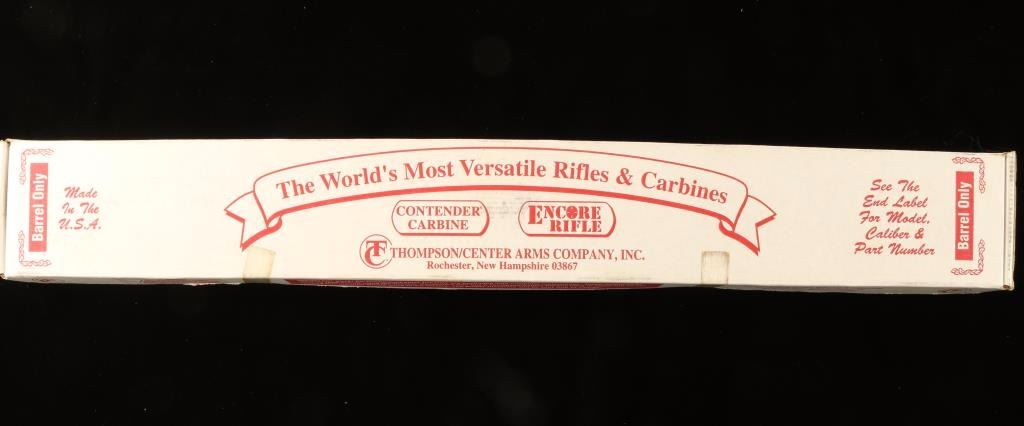 Barrel Only
Made
In The
U.S.A.
The World's Most Versatile Rifles & Carbines
CONTENDER
CARBINE
ENCORE
RIFLE
TC THOMPSON/CENTER ARMS COMPANY, INC.
Rochester, New Hampshire 03867
See The
End Label
For Model,
Caliber &
Part Number
Barrel Only